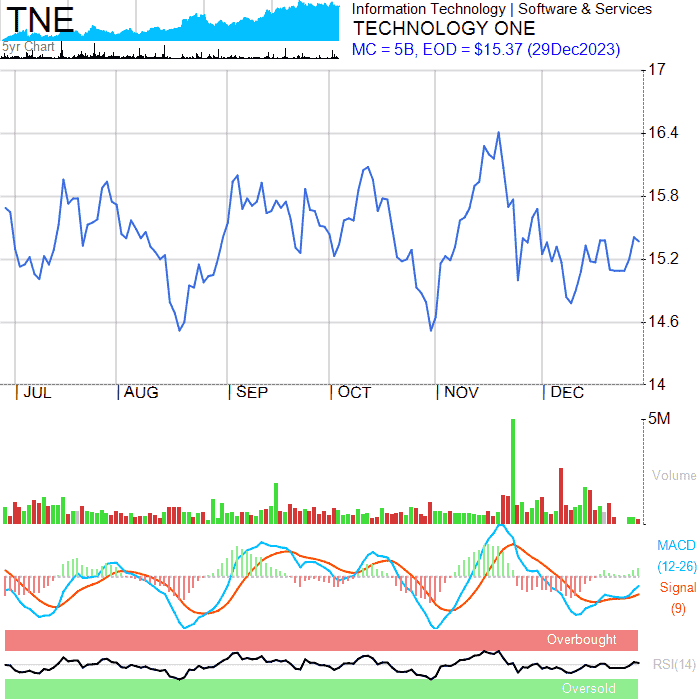 TNE
5yr Chart
Information Technology | Software & Services
TECHNOLOGY ONE
MC = 5B, EOD = $15.37 (29Dec2023)
17
16.4
15.8
15.2
14.6
14
JUL
AUG
SEP
OCT
NOV
DEC
5M
Volume
MACD
(12-26)
Signal
(9)
Overbought
RSI(14)
Oversold